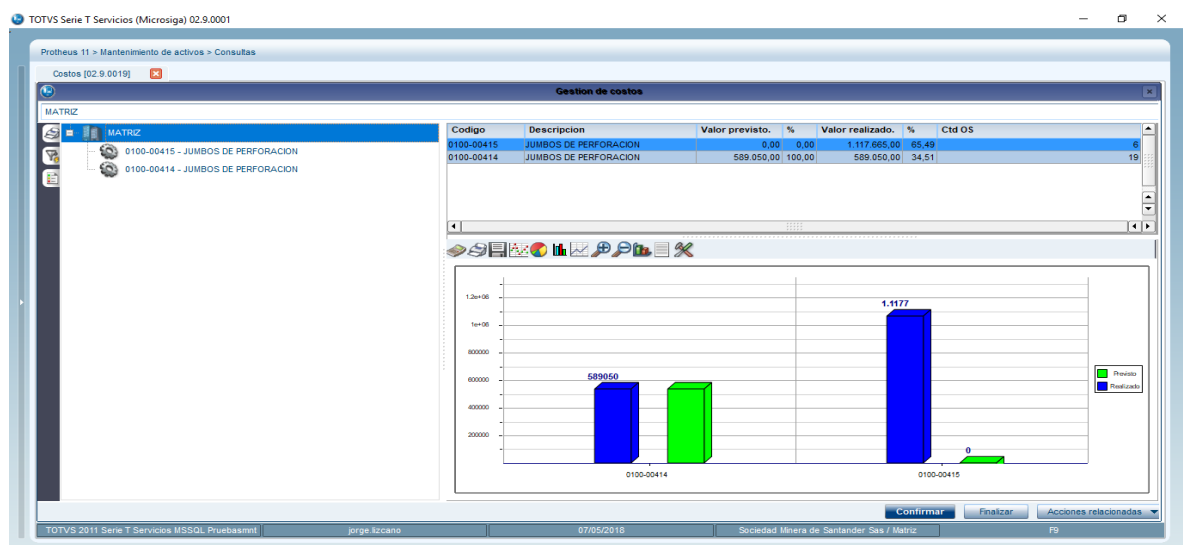 TOTVS Serie T Servicios (Microsiga) 02.9.0001
Protheus 11 > Mantenimiento de activos > Consultas
Costos [02.9.0019]
Gestion de costos
MATRIZ
MATRIZ
0100-00415 - JUMBOS DE PERFORACION
0100-00414 - JUMBOS DE PERFORACION
Codigo Descripcion Valor previsto. % Valor realizado. % Ctd OS
0100-00415 JUMBOS DE PERFORACION 0,00 0,00 1.117.665,00 65,49 6
0100-00414 JUMBOS DE PERFORACION 589.050,00 100,00 589.050,00 34,51 19
1.2e+06
1e+06
800000
600000
400000
200000
589050
1.1177
0
0100-00414
0100-00415
Previsto
Realizado
Confirmar Finalizar Acciones relacionadas
TOTVS 2011 Serie T Servicios MSSQL Pruebasmnt jorge.lizcano 07/05/2018 Sociedad Minera de Santander Sas / Matriz F9